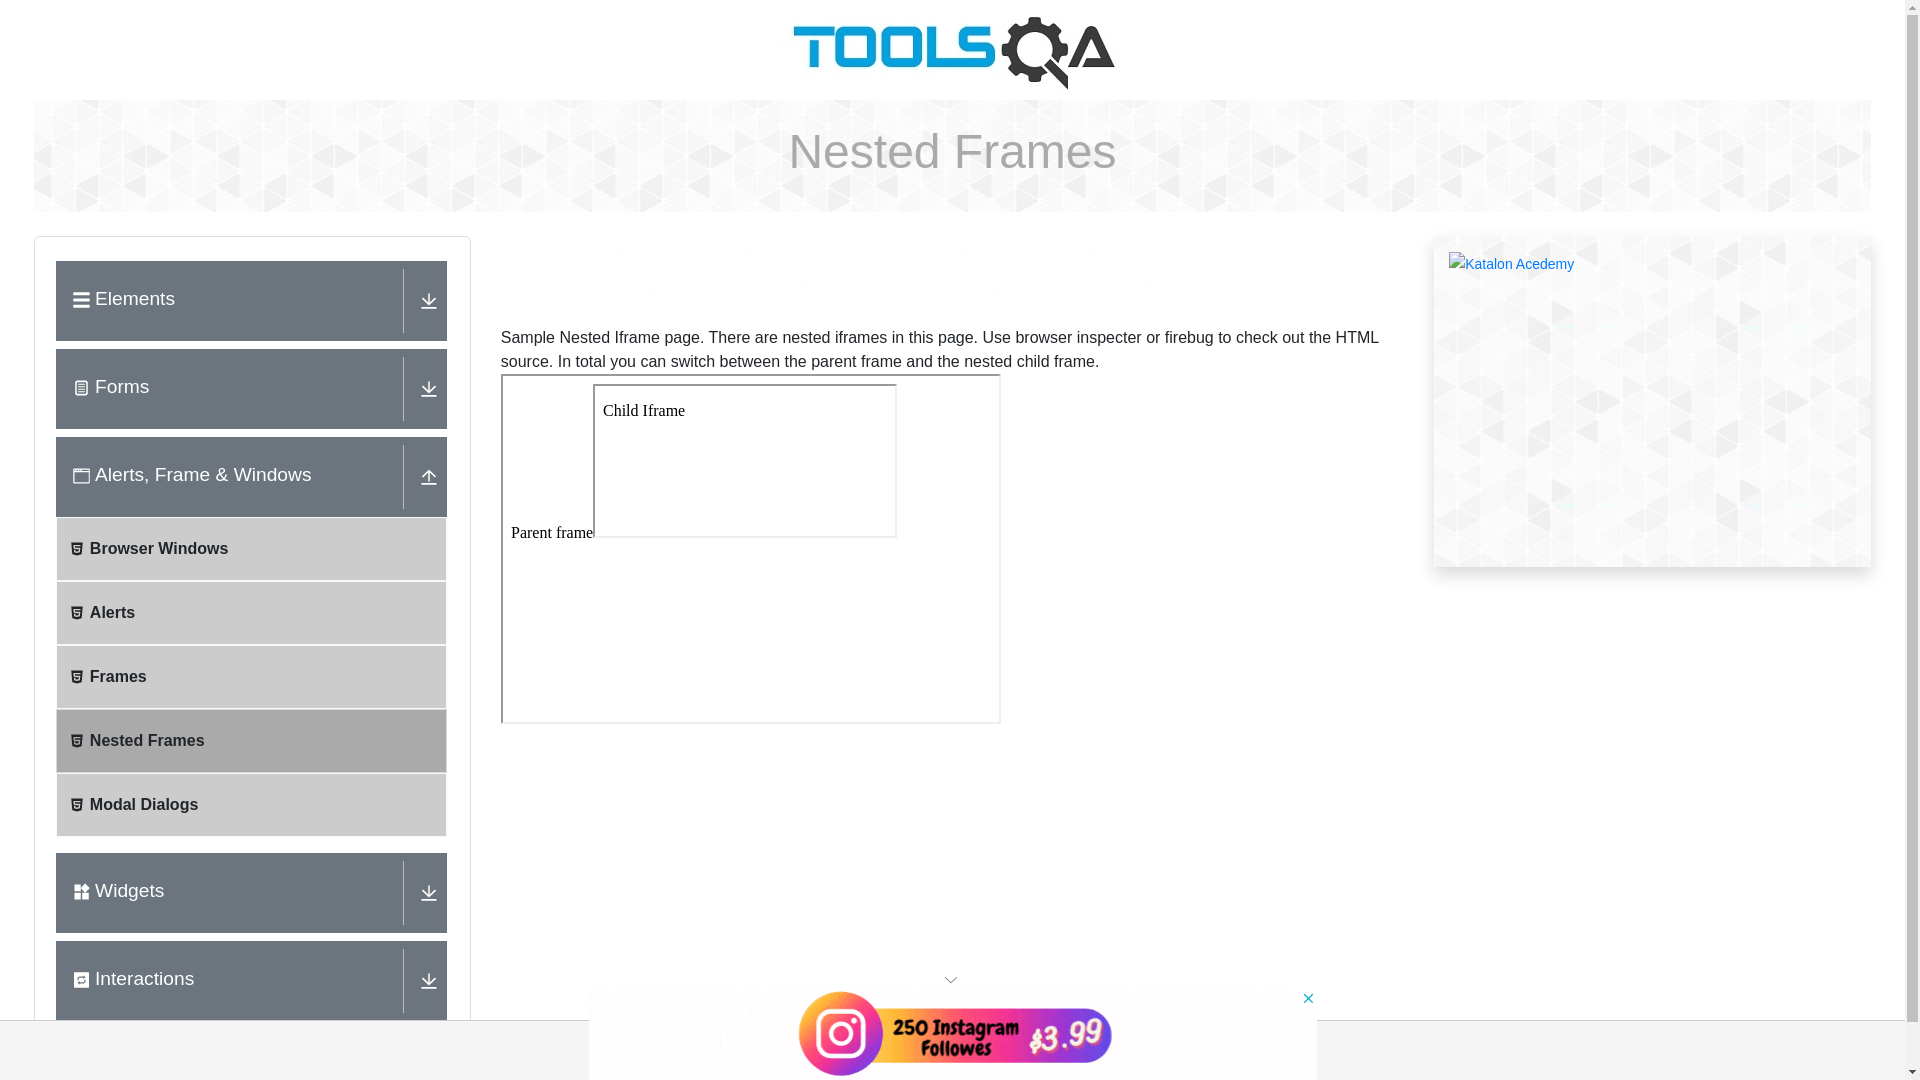 TOOLSQA
Nested Frames
Elements
Forms
Alerts, Frame & Windows
Browser Windows
Alerts
Frames
Nested Frames
Modal Dialogs
Widgets
Interactions
Sample Nested Iframe page. There are nested iframes in this page. Use browser inspecter or firebug to check out the HTML
source. In total you can switch between the parent frame and the nested child frame.
Child Iframe
Parent frame
Katalon Acedemy
250 Instagram
Followes
$3.99